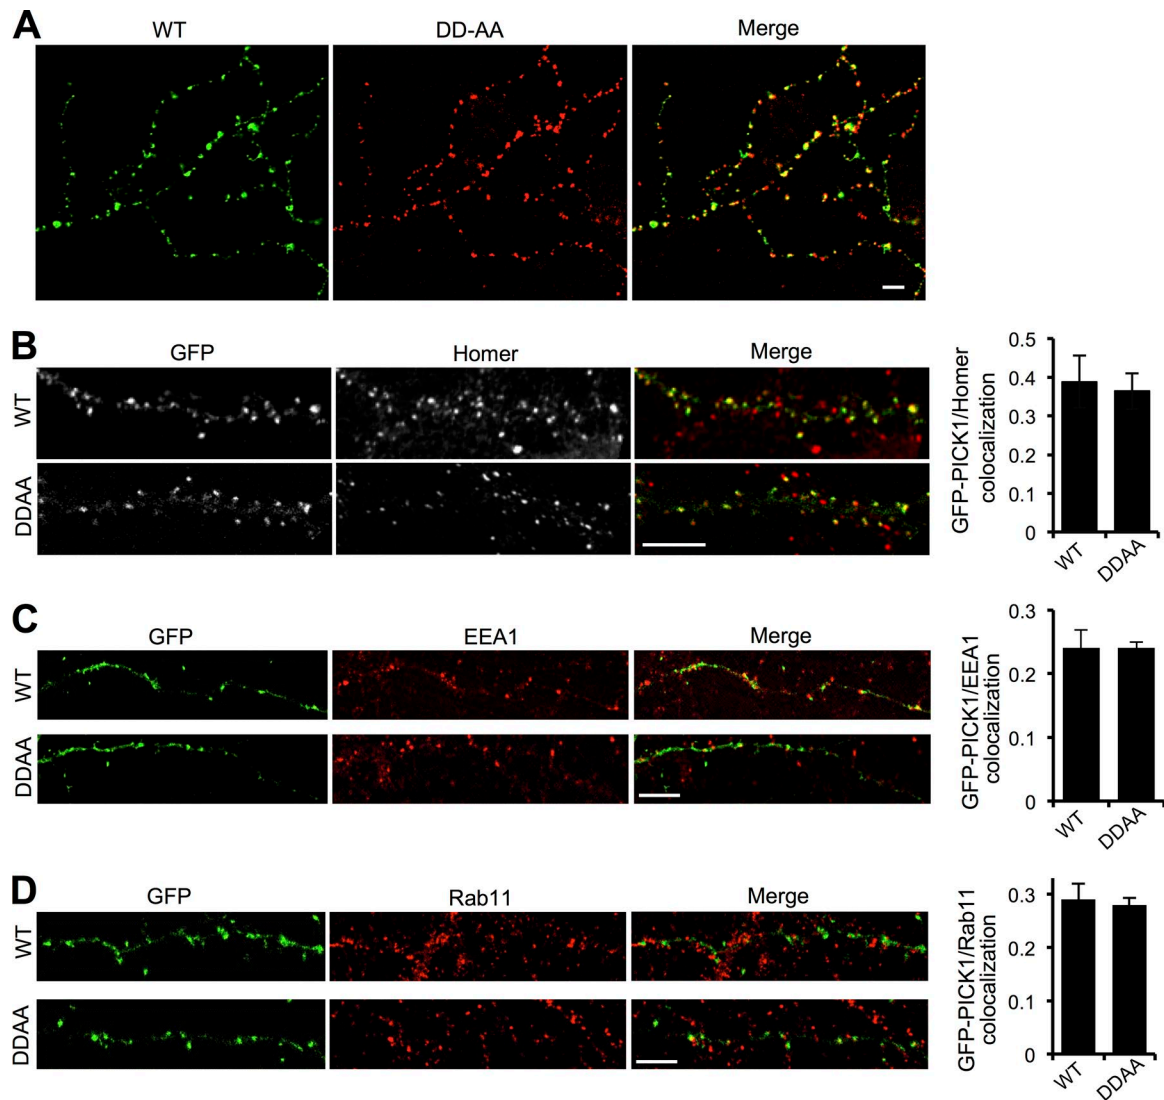 A
WT DD-AA Merge
B
GFP Homer Merge
WT
DDAA
GFP-PICK1/Homer
colocalization
0.5
0.4
0.3
0.2
0.1
0
WT DDAA
C
GFP EEA1 Merge
WT
DDAA
GFP-PICK1/EEA1
colocalization
0.3
0.2
0.1
0
WT DDAA
D
GFP Rab11 Merge
WT
DDAA
GFP-PICK1/Rab11
colocalization
0.3
0.2
0.1
0
WT DDAA